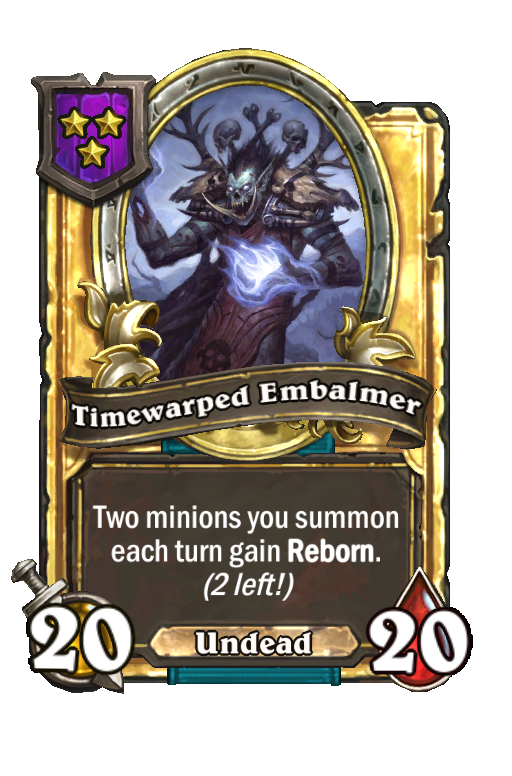 Timewarped Embalmer
Two minions you summon
each turn gain Reborn.
(2 left!)
20
Undead
20